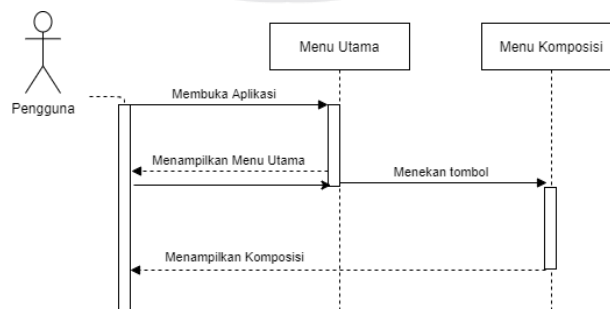 Menu Utama
Menu Komposisi
Pengguna
Membuka Aplikasi
Menampilkan Menu Utama
Menekan tombol
Menampilkan Komposisi